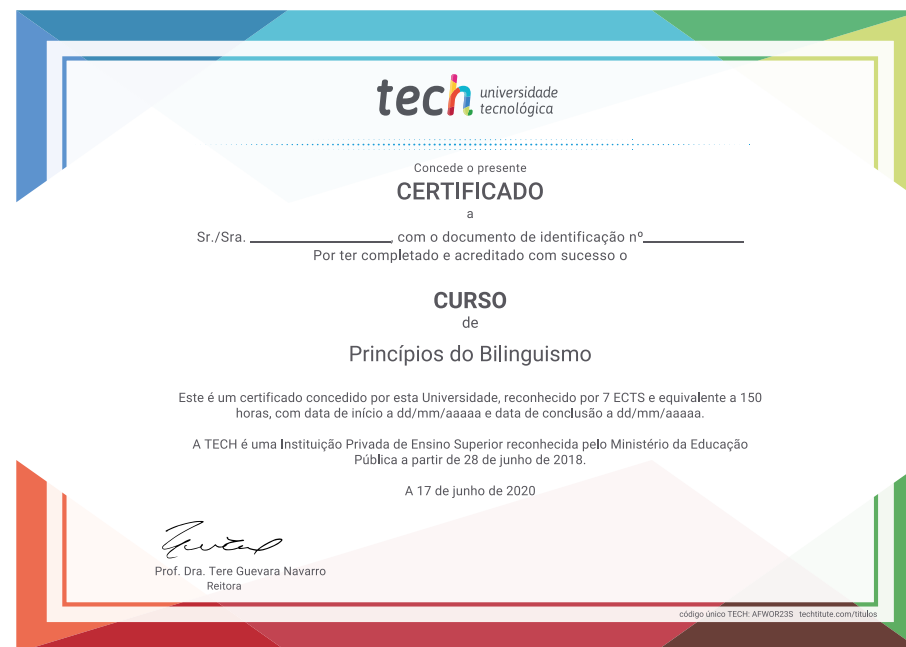 tech universidade
tecnológica
Concede o presente
CERTIFICADO
a
Sr./Sra. ________________, com o documento de identificação nº____________
Por ter completado e acreditado com sucesso o
CURSO
de
Princípios do Bilinguismo
Este é um certificado concedido por esta Universidade, reconhecido por 7 ECTS e equivalente a 150
horas, com data de início a dd/mm/aaaaa e data de conclusão a dd/mm/aaaaa.
A TECH é uma Instituição Privada de Ensino Superior reconhecida pelo Ministério da Educação
Pública a partir de 28 de junho de 2018.
A 17 de junho de 2020
Prof. Dra. Tere Guevara Navarro
Reitora
código único TECH: AFWOR23S techtitute.com/titulos